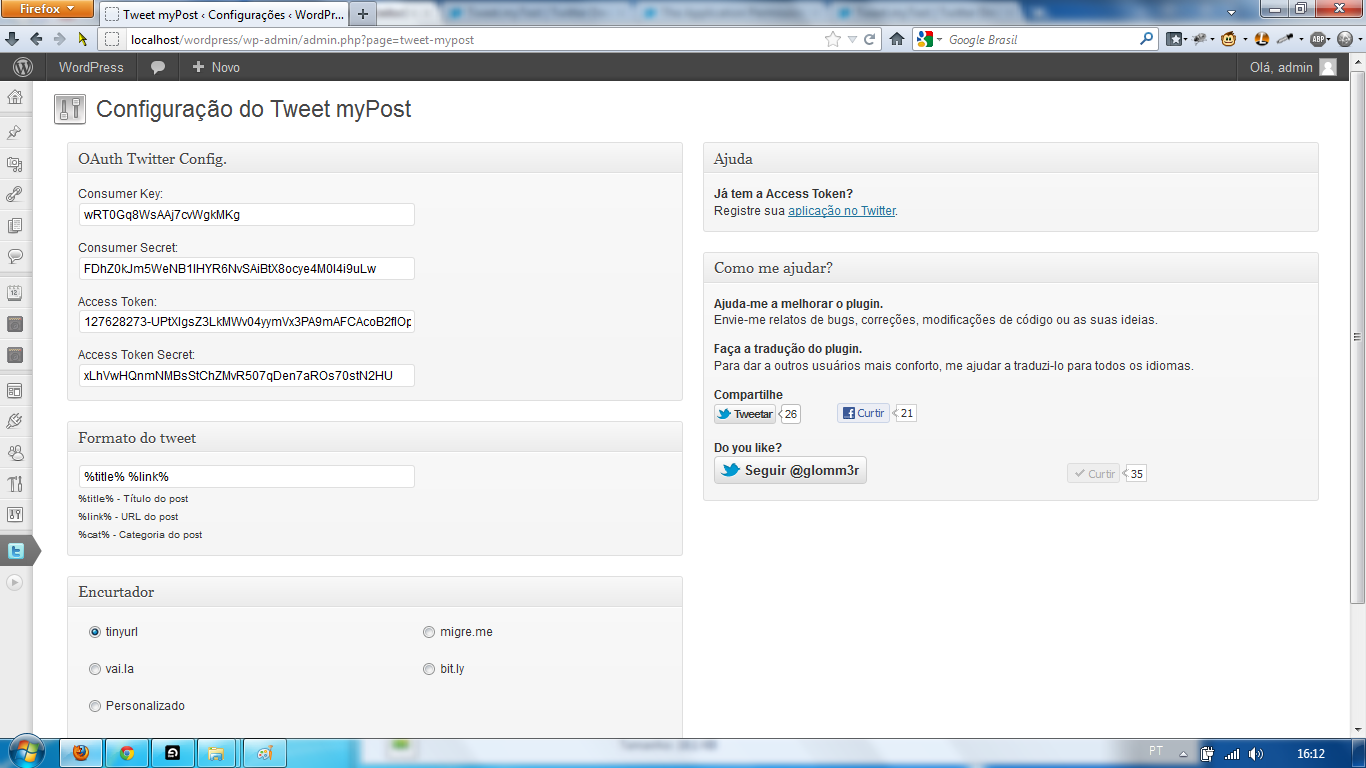 Firefox
Tweet myPost ‹ Configurações ‹ WordPr...
localhost/wordpress/wp-admin/admin.php?page=tweet-mypost
Google Brasil
ABP
WordPress
Novo
Olá, admin
Configuração do Tweet myPost
OAuth Twitter Config.
Consumer Key:
wRT0Gq8WsAAj7cvWgkMKg
Consumer Secret:
FDhZ0kJm5WeNB1lHYR6NvSAiBtX8ocye4M0I4i9uLw
Access Token:
127628273-UPtXlgsZ3LkMWv04yymVx3PA9mAFCAcoB2flOp
Access Token Secret:
xLhVwHQnmNMBsStChZMvR507qDen7aROs70stN2HU
Formato do tweet
%title% %link%
%title% - Título do post
%link% - URL do post
%cat% - Categoria do post
Encurtador
tinyurl
migre.me
vai.la
bit.ly
Personalizado
Ajuda
Já tem a Access Token?
Registre sua aplicação no Twitter.
Como me ajudar?
Ajuda-me a melhorar o plugin.
Envie-me relatos de bugs, correções, modificações de código ou as suas ideias.
Faça a tradução do plugin.
Para dar a outros usuários mais conforto, me ajudar a traduzi-lo para todos os idiomas.
Compartilhe
Tweetar 26
Curtir 21
Do you like?
Seguir @glomm3r
Curtir 35
PT
16:12